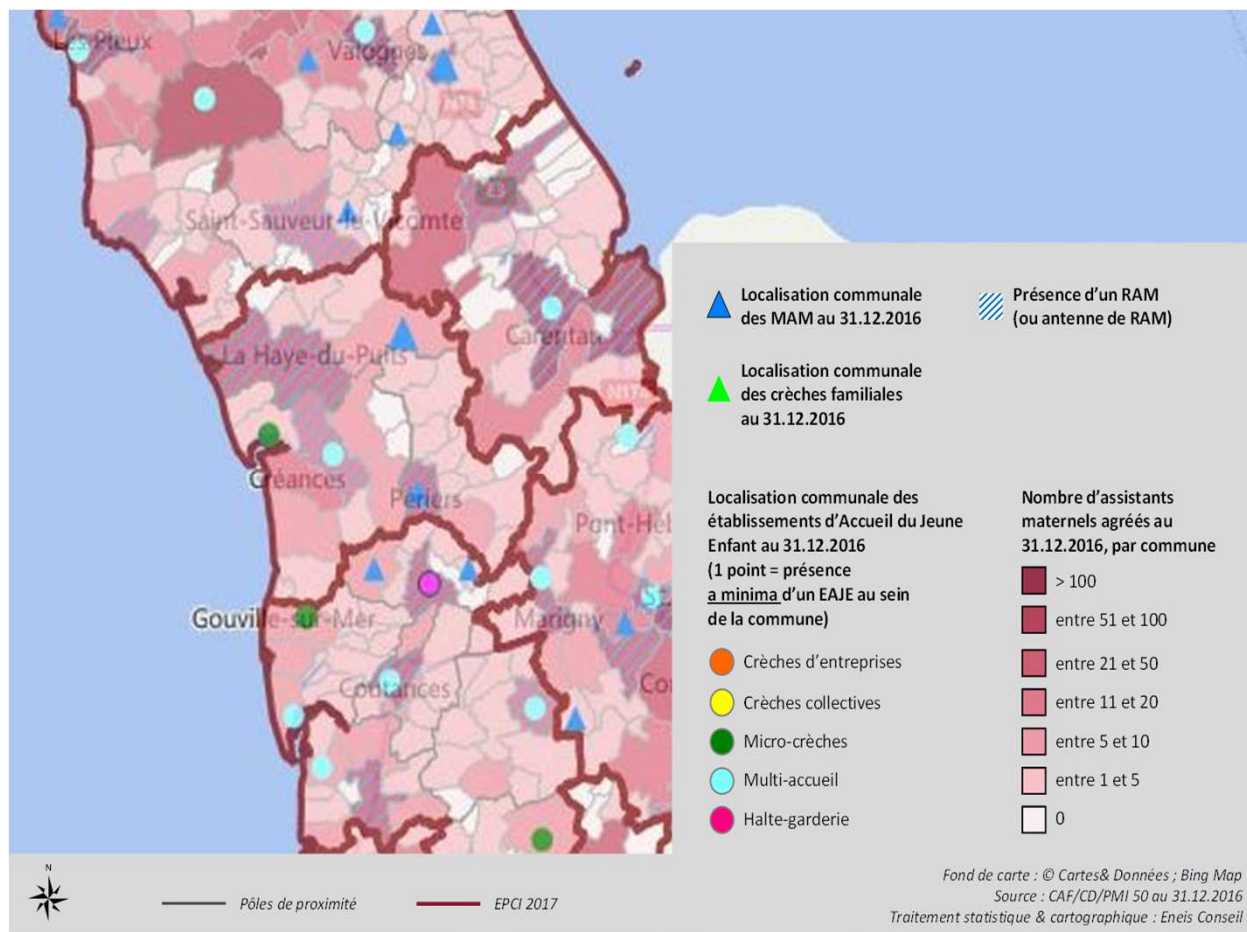 Les Pieux
Valognes
Saint-Sauveur-le-Vicomte
Carentan
La Haye-du-Puits
Créances
Périers
Pont-Héb
Gouville-sur-Mer
Marigny
Coutances
Localisation communale
des MAM au 31.12.2016
Présence d'un RAM
(ou antenne de RAM)
Localisation communale
des crèches familiales
au 31.12.2016
Localisation communale des
établissements d'Accueil du Jeune
Enfant au 31.12.2016
(1 point = présence
a minima d'un EAJE au sein
de la commune)
Crèches d'entreprises
Crèches collectives
Micro-crèches
Multi-accueil
Halte-garderie
Nombre d'assistants
maternels agréés au
31.12.2016, par commune
> 100
entre 51 et 100
entre 21 et 50
entre 11 et 20
entre 5 et 10
entre 1 et 5
0
N
Pôles de proximité
EPCI 2017
Fond de carte : © Cartes& Données ; Bing Map
Source : CAF/CD/PMI 50 au 31.12.2016
Traitement statistique & cartographique : Eneis Conseil